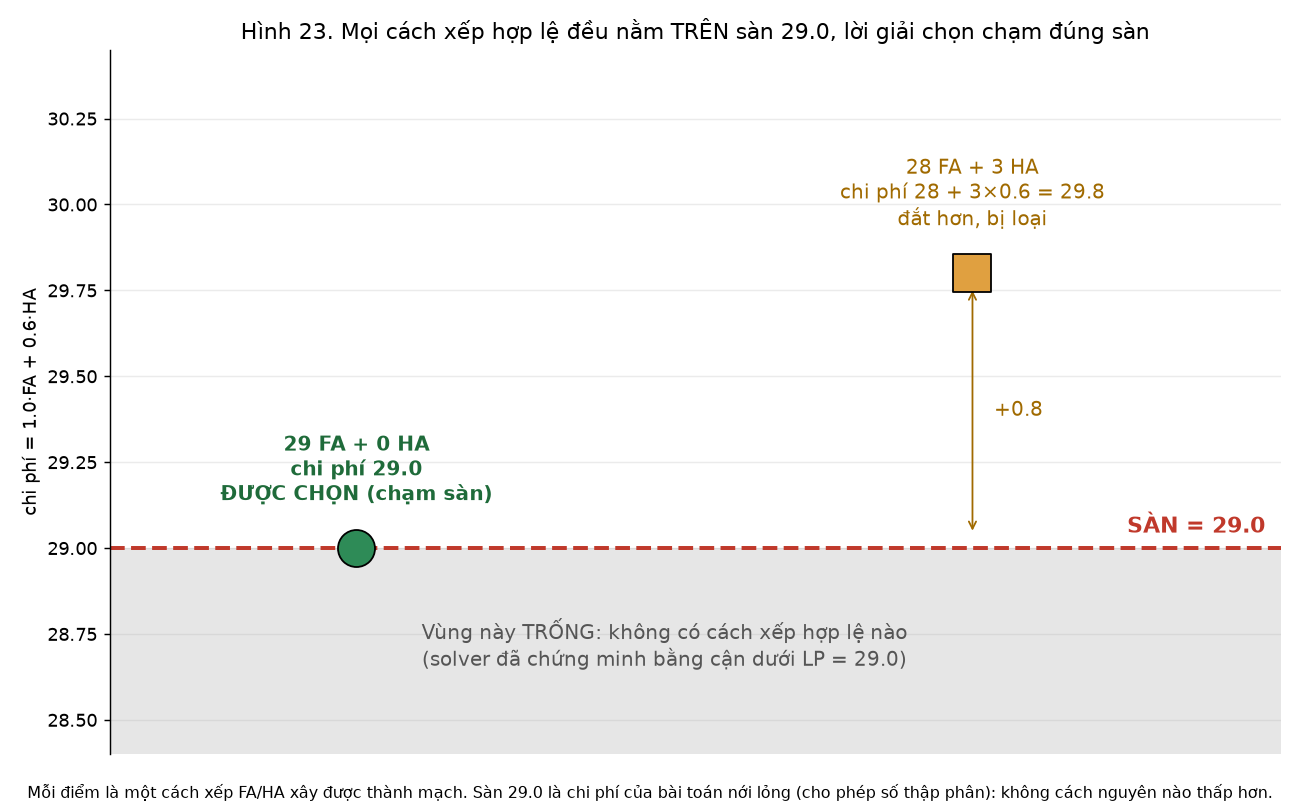 Hình 23. Mọi cách xếp hợp lệ đều nằm TRÊN sàn 29.0, lời giải chọn chạm đúng sàn
chi phí = 1.0·FA + 0.6·HA
30.25
30.00
29.75
29.50
29.25
29.00
28.75
28.50
28 FA + 3 HA
chi phí 28 + 3×0.6 = 29.8
đắt hơn, bị loại
+0.8
29 FA + 0 HA
chi phí 29.0
ĐƯỢC CHỌN (chạm sàn)
SÀN = 29.0
Vùng này TRỐNG: không có cách xếp hợp lệ nào
(solver đã chứng minh bằng cận dưới LP = 29.0)
Mỗi điểm là một cách xếp FA/HA xây được thành mạch. Sàn 29.0 là chi phí của bài toán nới lỏng (cho phép số thập phân): không cách nguyên nào thấp hơn.